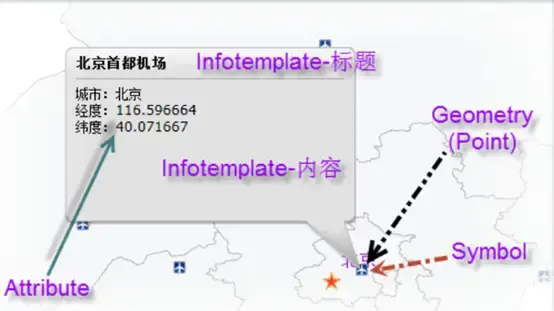 北京首都机场
Infotemplate-标题
城市：北京
经度：116.596664
纬度：40.071667
Geometry
(Point)
Infotemplate-内容
北京
Symbol
Attribute